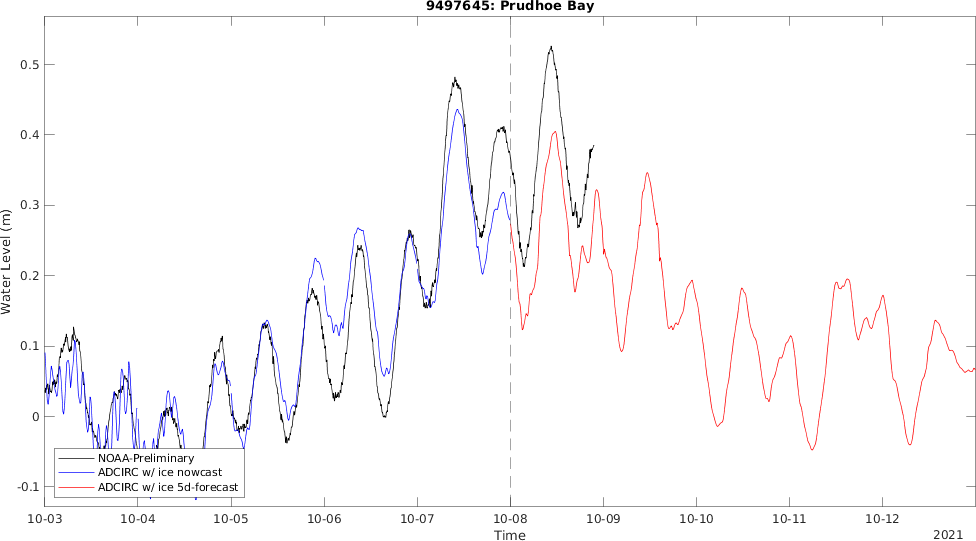 9497645: Prudhoe Bay
Water Level (m)
0.5
0.4
0.3
0.2
0.1
0
-0.1
NOAA-Preliminary
ADCIRC w/ ice nowcast
ADCIRC w/ ice 5d-forecast
10-03 10-04 10-05 10-06 10-07 10-08 10-09 10-10 10-11 10-12
Time
2021